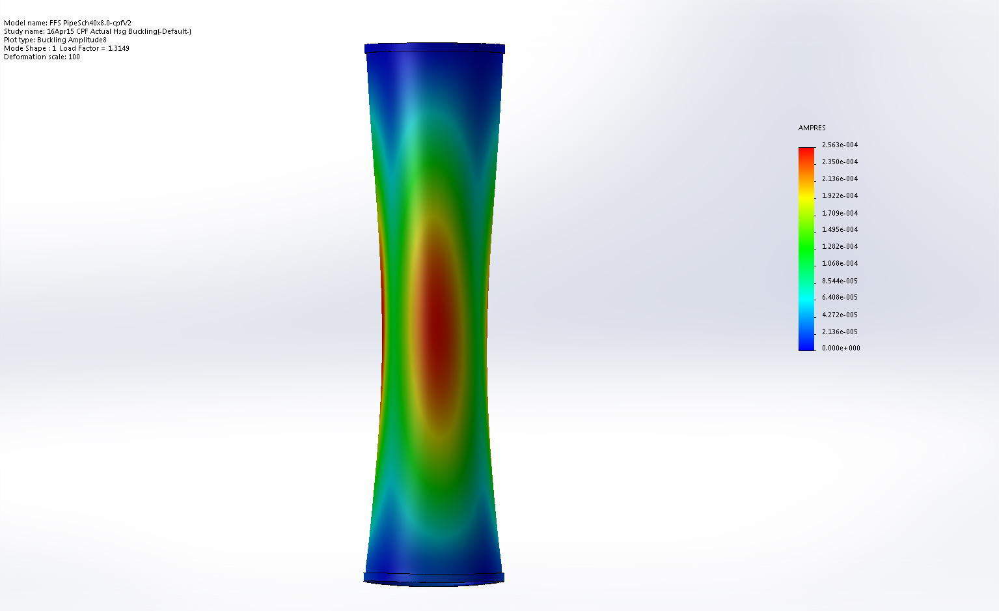 Model name: FFS PipeSch40x8.0-cpfV2
Study name: 16Apr15 CPF Actual Hsg Buckling(-Default-)
Plot type: Buckling Amplitude8
Mode Shape : 1  Load Factor = 1.3149
Deformation scale: 100
AMPRES
2.563e-004
2.350e-004
2.136e-004
1.922e-004
1.709e-004
1.495e-004
1.282e-004
1.068e-004
8.544e-005
6.408e-005
4.272e-005
2.136e-005
0.000e+000